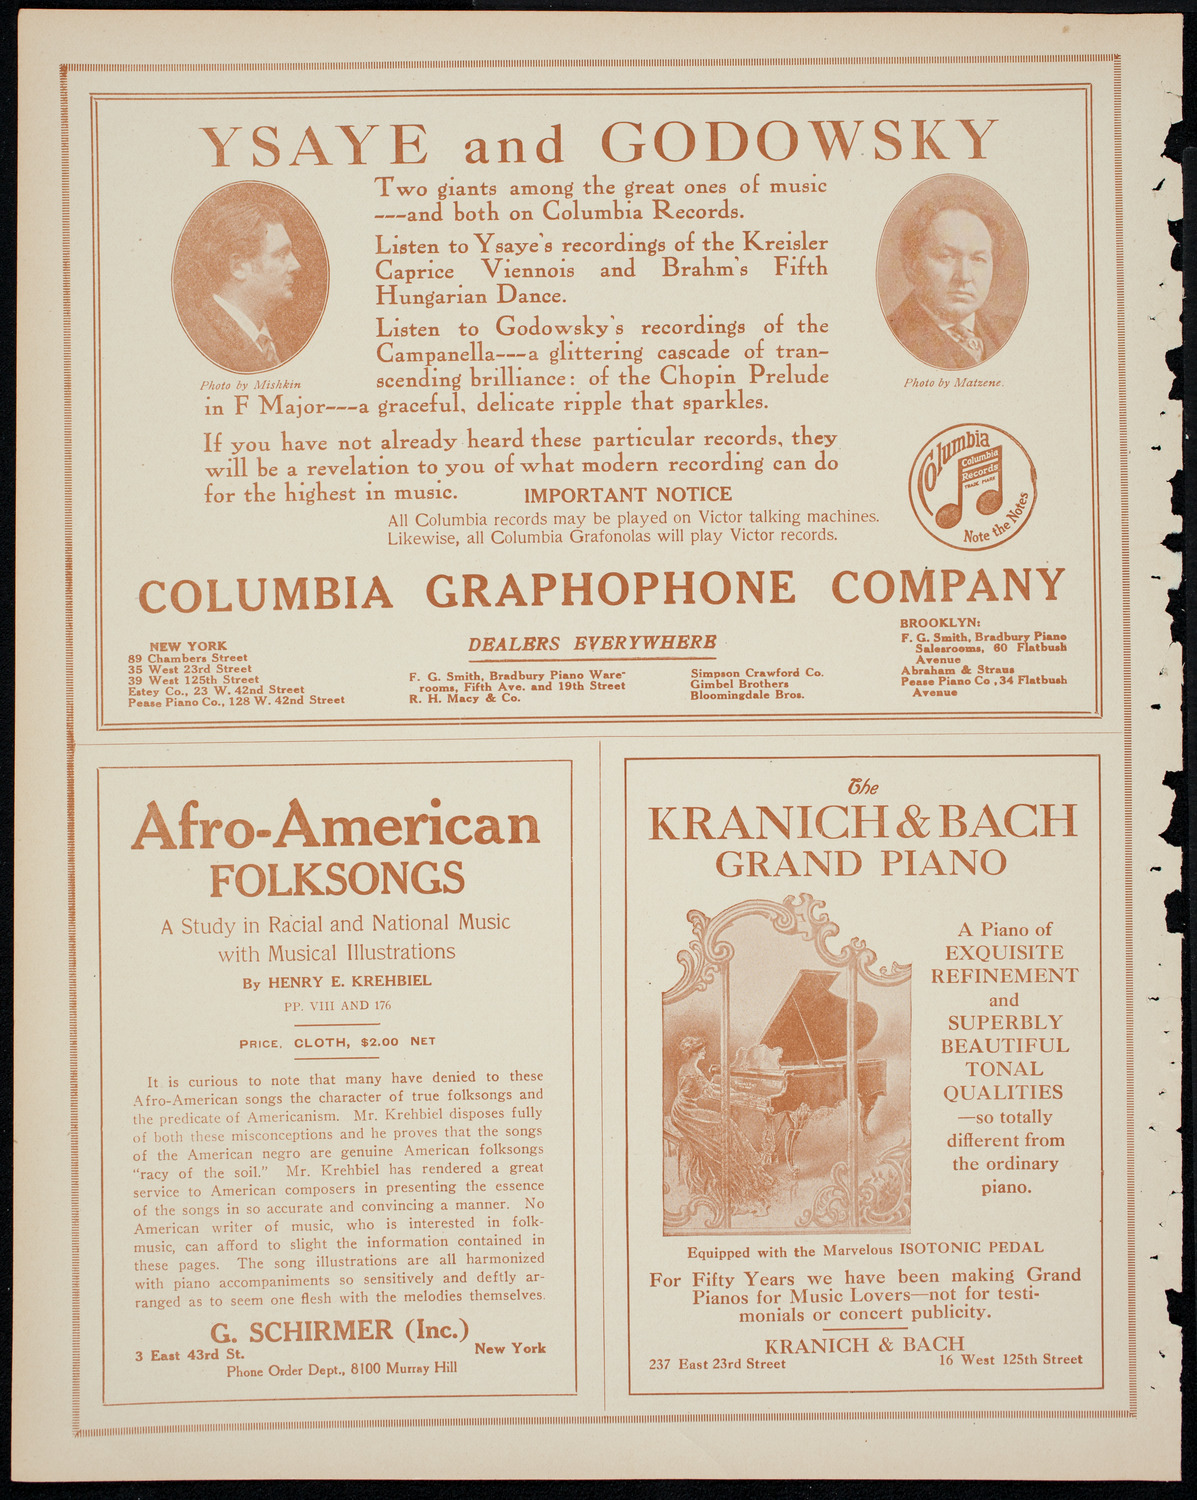 YSAYE and GODOWSKY
Two giants among the great ones of music
---and both on Columbia Records.
Listen to Ysaye's recordings of the Kreisler
Caprice Viennois and Brahm's Fifth
Hungarian Dance.
Listen to Godowsky's recordings of the
Campanella---a glittering cascade of tran-
scending brilliance: of the Chopin Prelude
in F Major---a graceful, delicate ripple that sparkles.
Photo by Mishkin
Photo by Matzene.
If you have not already heard these particular records, they
will be a revelation to you of what modern recording can do
for the highest in music.
IMPORTANT NOTICE
All Columbia records may be played on Victor talking machines.
Likewise, all Columbia Grafonolas will play Victor records.
Columbia
Columbia
Records
TRADE MARK
Note the Notes
COLUMBIA GRAPHOPHONE COMPANY
NEW YORK
89 Chambers Street
35 West 23rd Street
39 West 125th Street
Estey Co., 23 W. 42nd Street
Pease Piano Co., 128 W. 42nd Street
DEALERS EVERYWHERE
F. G. Smith, Bradbury Piano Ware-
rooms, Fifth Ave. and 19th Street
R. H. Macy & Co.
Simpson Crawford Co.
Gimbel Brothers
Bloomingdale Bros.
BROOKLYN:
F. G. Smith, Bradbury Piano
Salesrooms, 60 Flatbush
Avenue
Abraham & Straus
Pease Piano Co., 34 Flatbush
Avenue
Afro-American
FOLKSONGS
A Study in Racial and National Music
with Musical Illustrations
By HENRY E. KREHBIEL
PP. VIII AND 176
PRICE, CLOTH, $2.00 NET
It is curious to note that many have denied to these
Afro-American songs the character of true folksongs and
the predicate of Americanism. Mr. Krehbiel disposes fully
of both these misconceptions and he proves that the songs
of the American negro are genuine American folksongs
"racy of the soil." Mr. Krehbiel has rendered a great
service to American composers in presenting the essence
of the songs in so accurate and convincing a manner. No
American writer of music, who is interested in folk-
music, can afford to slight the information contained in
these pages. The song illustrations are all harmonized
with piano accompaniments so sensitively and deftly ar-
ranged as to seem one flesh with the melodies themselves.
G. SCHIRMER (Inc.)
3 East 43rd St.
New York
Phone Order Dept., 8100 Murray Hill
The
KRANICH & BACH
GRAND PIANO
A Piano of
EXQUISITE
REFINEMENT
and
SUPERBLY
BEAUTIFUL
TONAL
QUALITIES
—so totally
different from
the ordinary
piano.
Equipped with the Marvelous ISOTONIC PEDAL
For Fifty Years we have been making Grand
Pianos for Music Lovers—not for testi-
monials or concert publicity.
KRANICH & BACH
237 East 23rd Street
16 West 125th Street